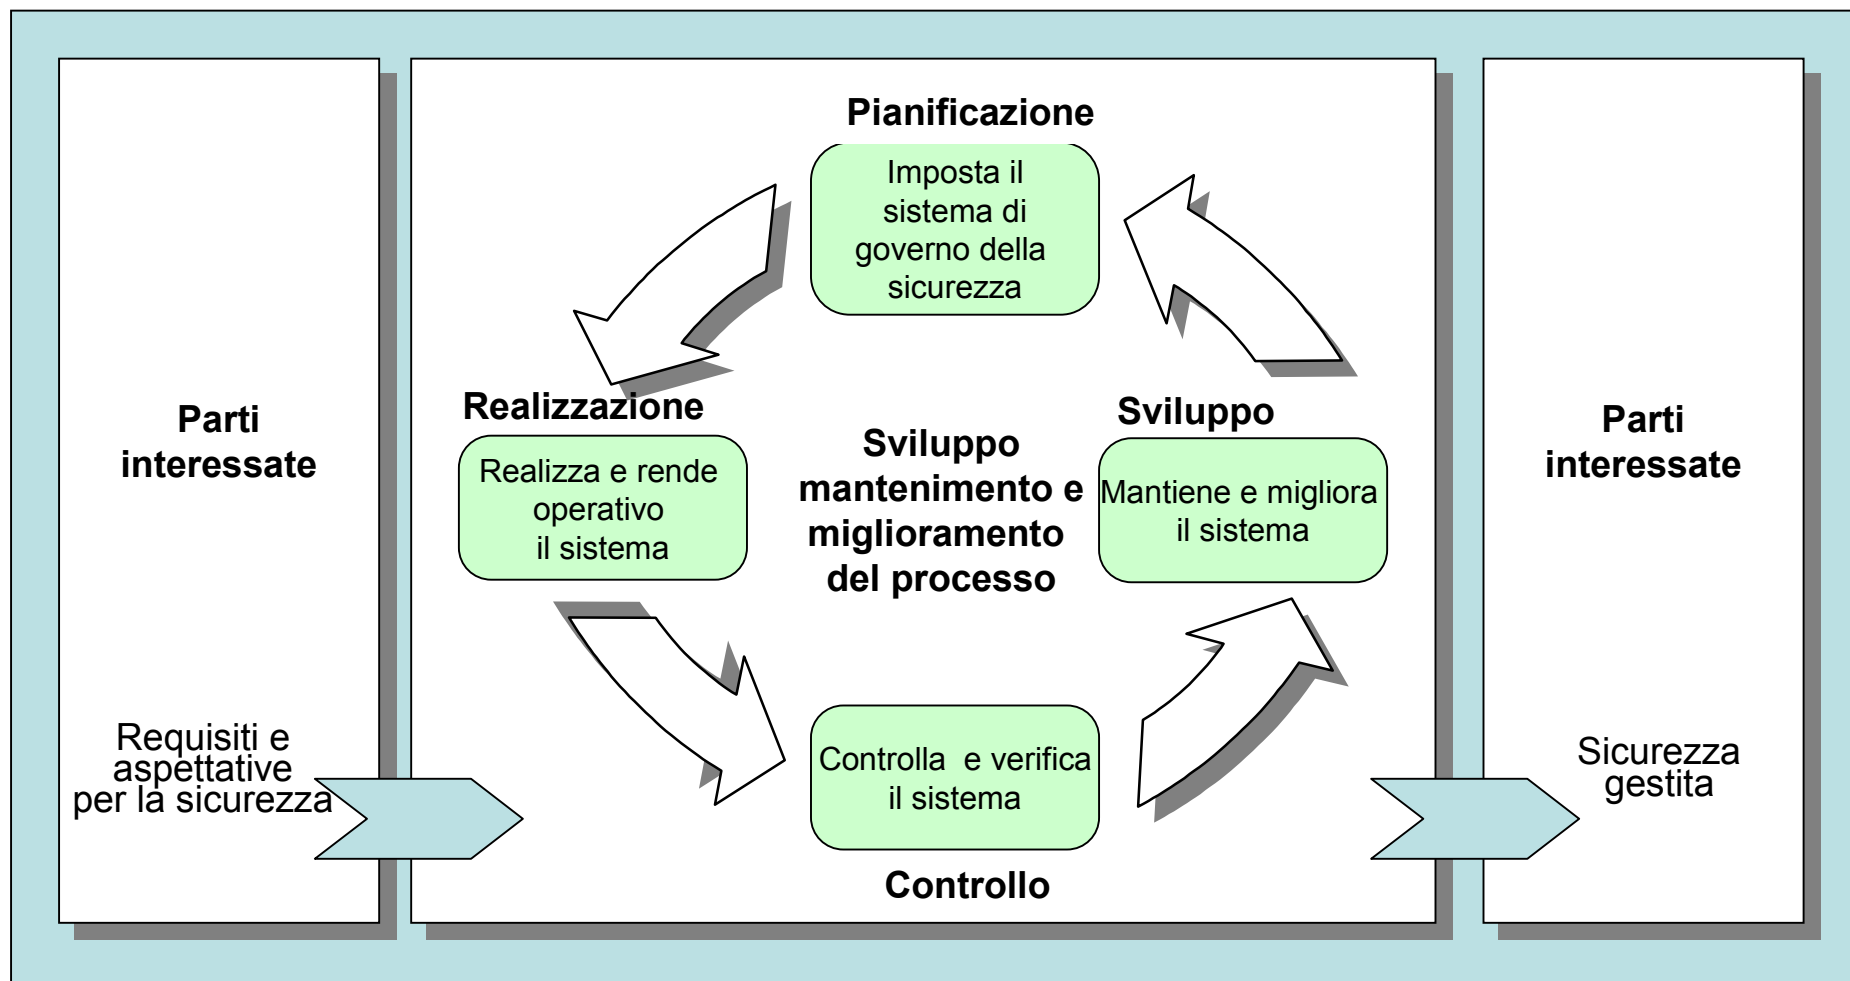 Parti
interessate
Requisiti e
aspettative
per la sicurezza
Pianificazione
Imposta il
sistema di
governo della
sicurezza
Realizzazione
Realizza e rende
operativo
il sistema
Sviluppo
mantenimento e
miglioramento
del processo
Sviluppo
Mantiene e migliora
il sistema
Controlla  e verifica
il sistema
Controllo
Parti
interessate
Sicurezza
gestita